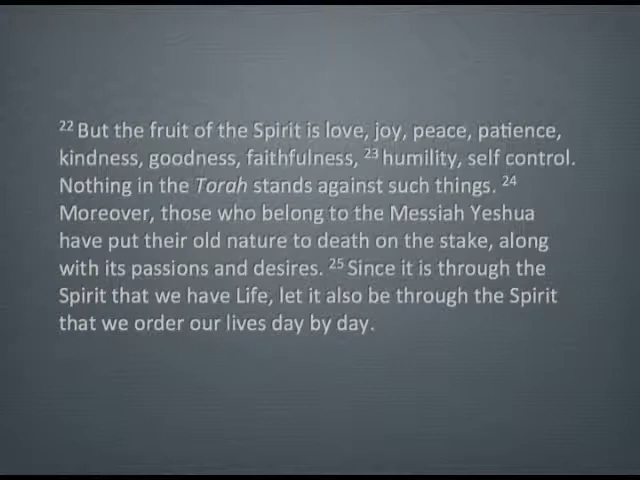 22 But the fruit of the Spirit is love, joy, peace, patience,
kindness, goodness, faithfulness, 23 humility, self control.
Nothing in the Torah stands against such things. 24
Moreover, those who belong to the Messiah Yeshua
have put their old nature to death on the stake, along
with its passions and desires. 25 Since it is through the
Spirit that we have Life, let it also be through the Spirit
that we order our lives day by day.